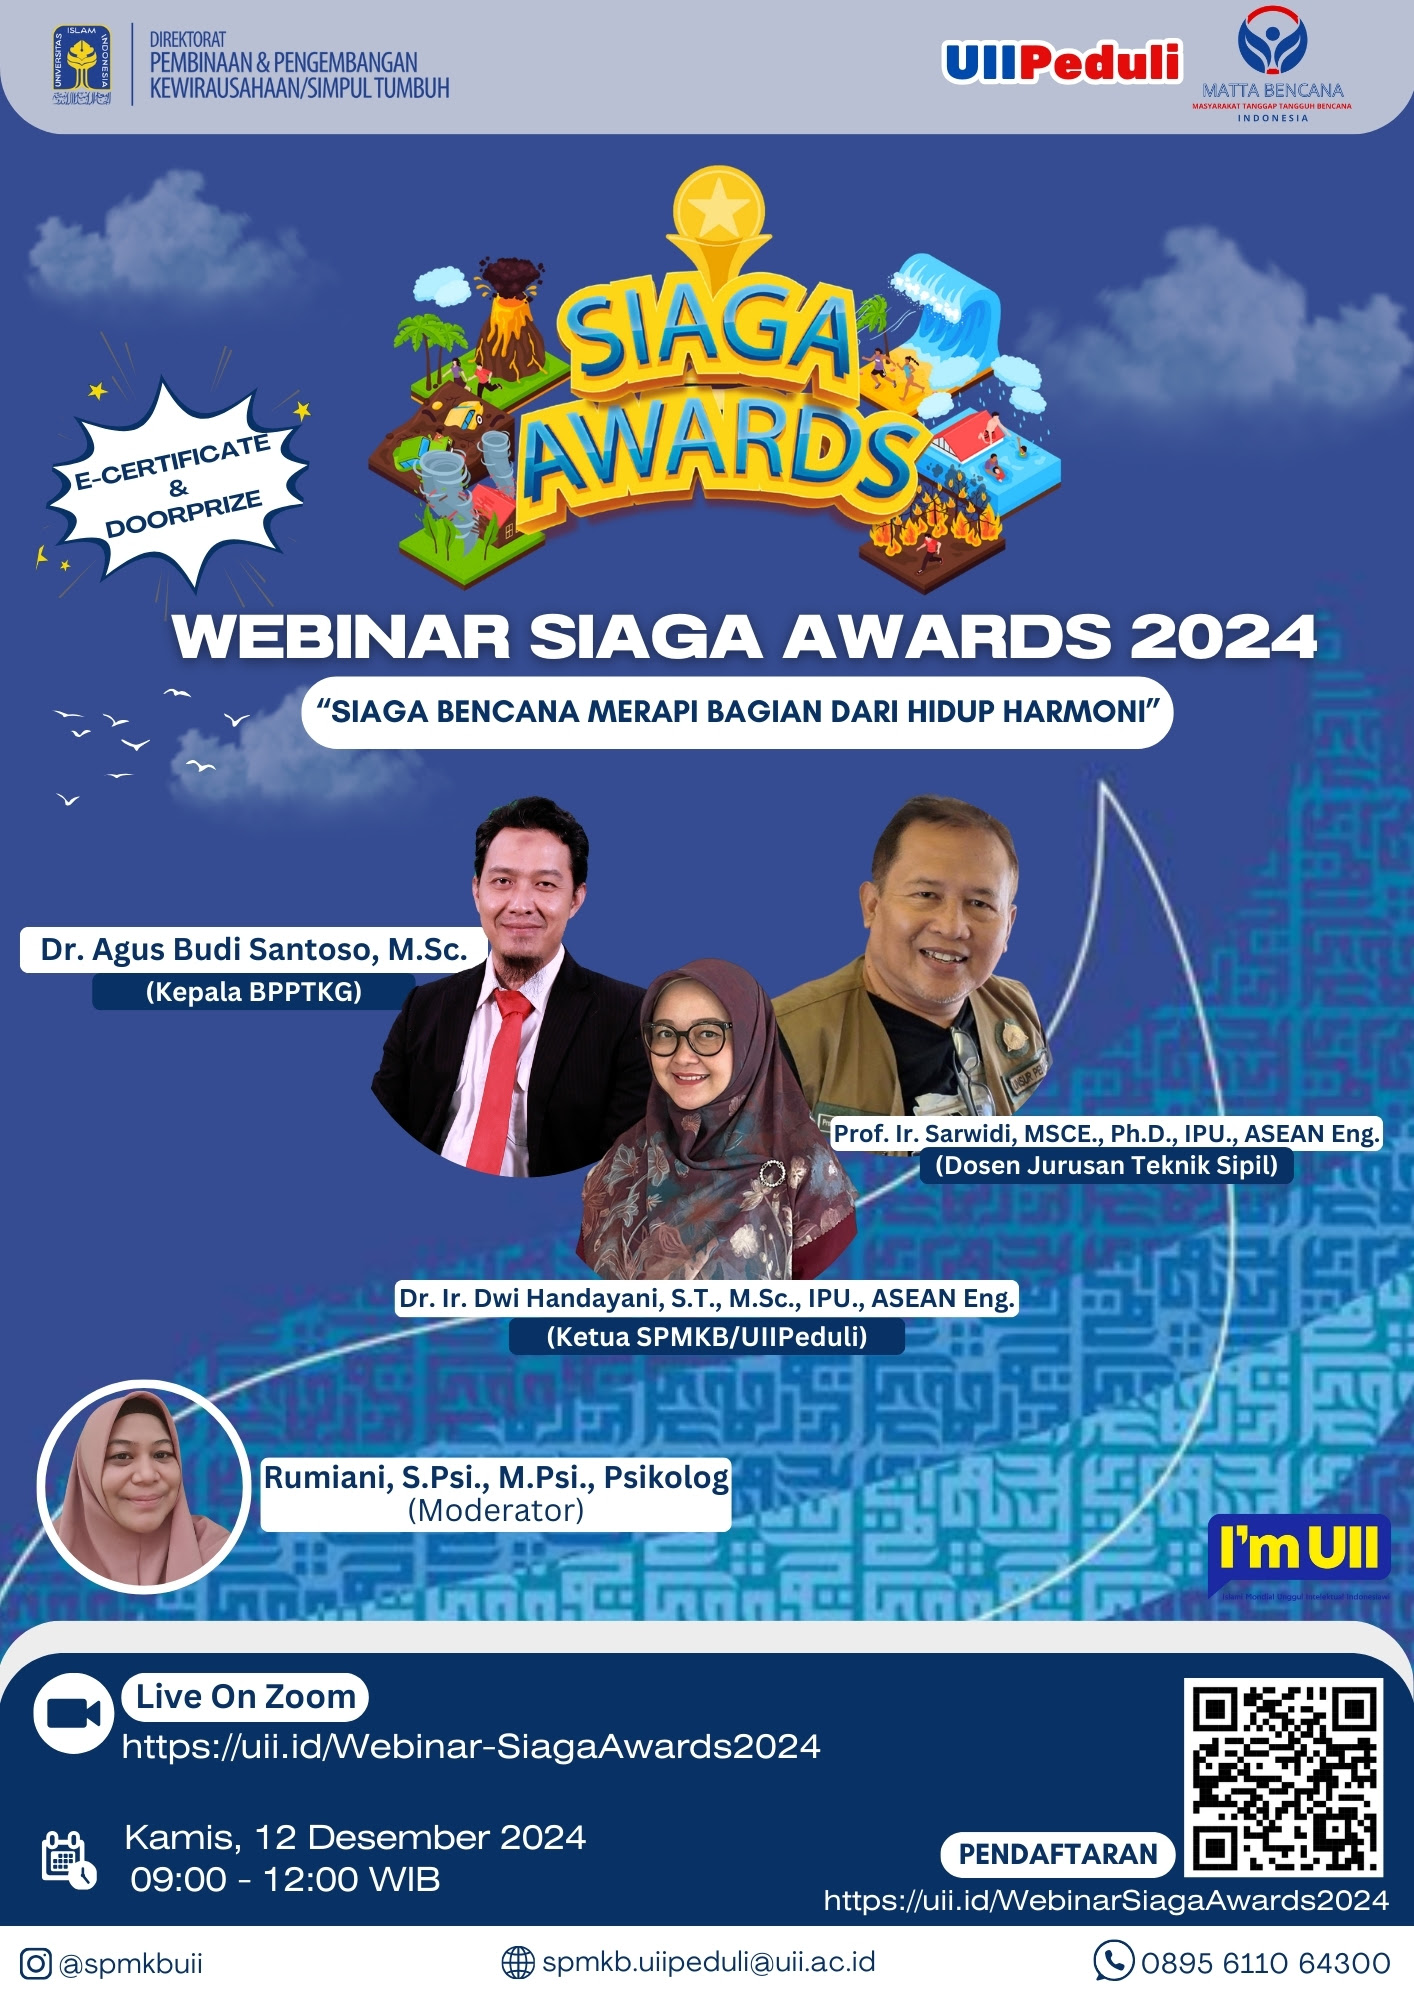 UNIVERSITAS ISLAM INDONESIA
DIREKTORAT
PEMBINAAN & PENGEMBANGAN
KEWIRAUSAHAAN/SIMPUL TUMBUH
UIIPeduli
MATTA BENCANA
MASYARAKAT TANGGAP TANGGUH BENCANA
INDONESIA
SIAGA
AWARDS
E-CERTIFICATE
&
DOORPRIZE
WEBINAR SIAGA AWARDS 2024
“SIAGA BENCANA MERAPI BAGIAN DARI HIDUP HARMONI”
Dr. Agus Budi Santoso, M.Sc.
(Kepala BPPTKG)
Prof. Ir. Sarwidi, MSCE., Ph.D., IPU., ASEAN Eng.
(Dosen Jurusan Teknik Sipil)
Dr. Ir. Dwi Handayani, S.T., M.Sc., IPU., ASEAN Eng.
(Ketua SPMKB/UIIPeduli)
Rumiani, S.Psi., M.Psi., Psikolog
(Moderator)
I'm UII
Live On Zoom
https://uii.id/Webinar-SiagaAwards2024
Kamis, 12 Desember 2024
09:00 - 12:00 WIB
PENDAFTARAN
https://uii.id/WebinarSiagaAwards2024
@spmkbuii
spmkb.uiipeduli@uii.ac.id
0895 6110 64300